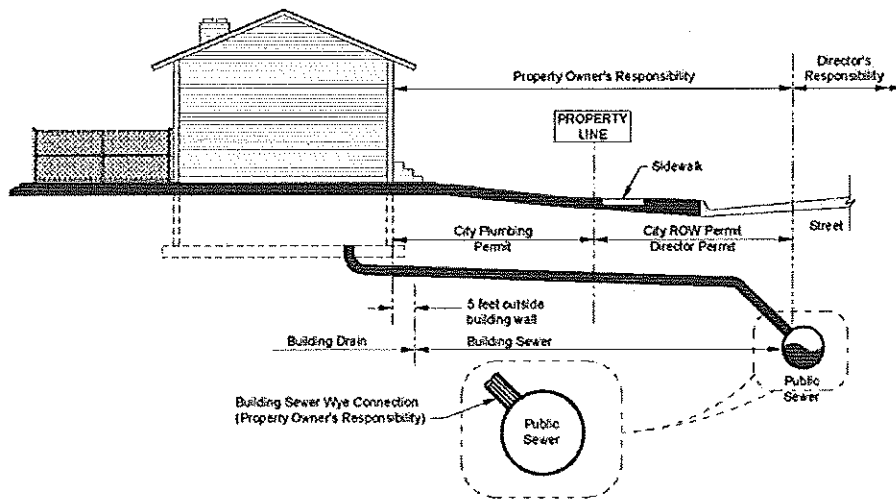 Director's
Responsibility
Property Owner's Responsibility
PROPERTY
LINE
Sidewalk
Street
City Plumbing
Permit
City ROW Permit
Director Permit
5 feet outside
building wall
Building Drain
Building Sewer
Public
Sewer
Building Sewer Wye Connection
(Property Owner's Responsibility)
Public
Sewer